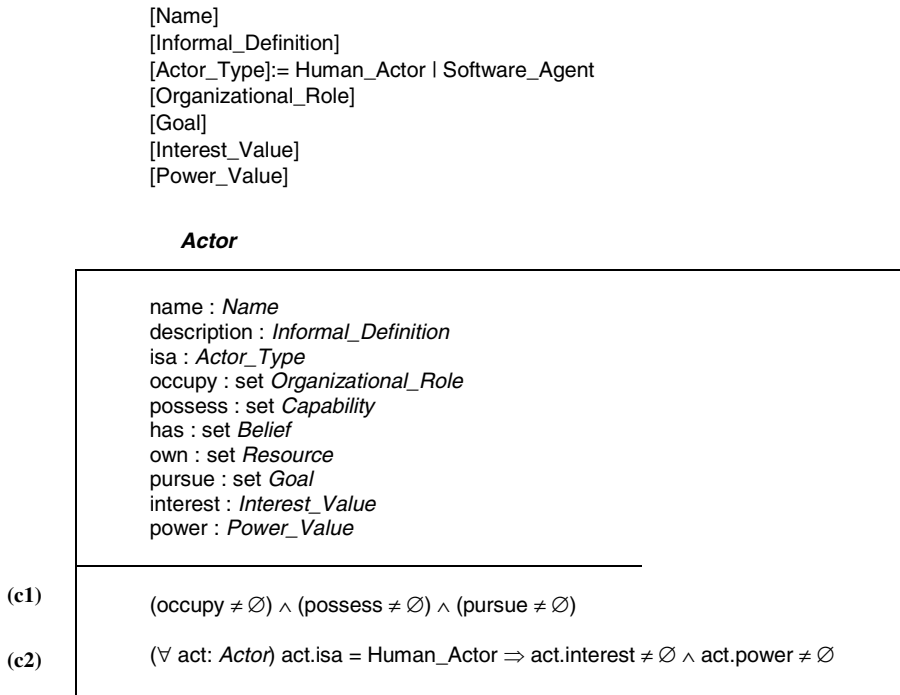 [Name]
[Informal_Definition]
[Actor_Type]:= Human_Actor | Software_Agent
[Organizational_Role]
[Goal]
[Interest_Value]
[Power_Value]
Actor
name : Name
description : Informal_Definition
isa : Actor_Type
occupy : set Organizational_Role
possess : set Capability
has : set Belief
own : set Resource
pursue : set Goal
interest : Interest_Value
power : Power_Value
(c1) (occupy ≠ ∅) ∧ (possess ≠ ∅) ∧ (pursue ≠ ∅)
(c2) (∀ act: Actor) act.isa = Human_Actor ⇒ act.interest ≠ ∅ ∧ act.power ≠ ∅